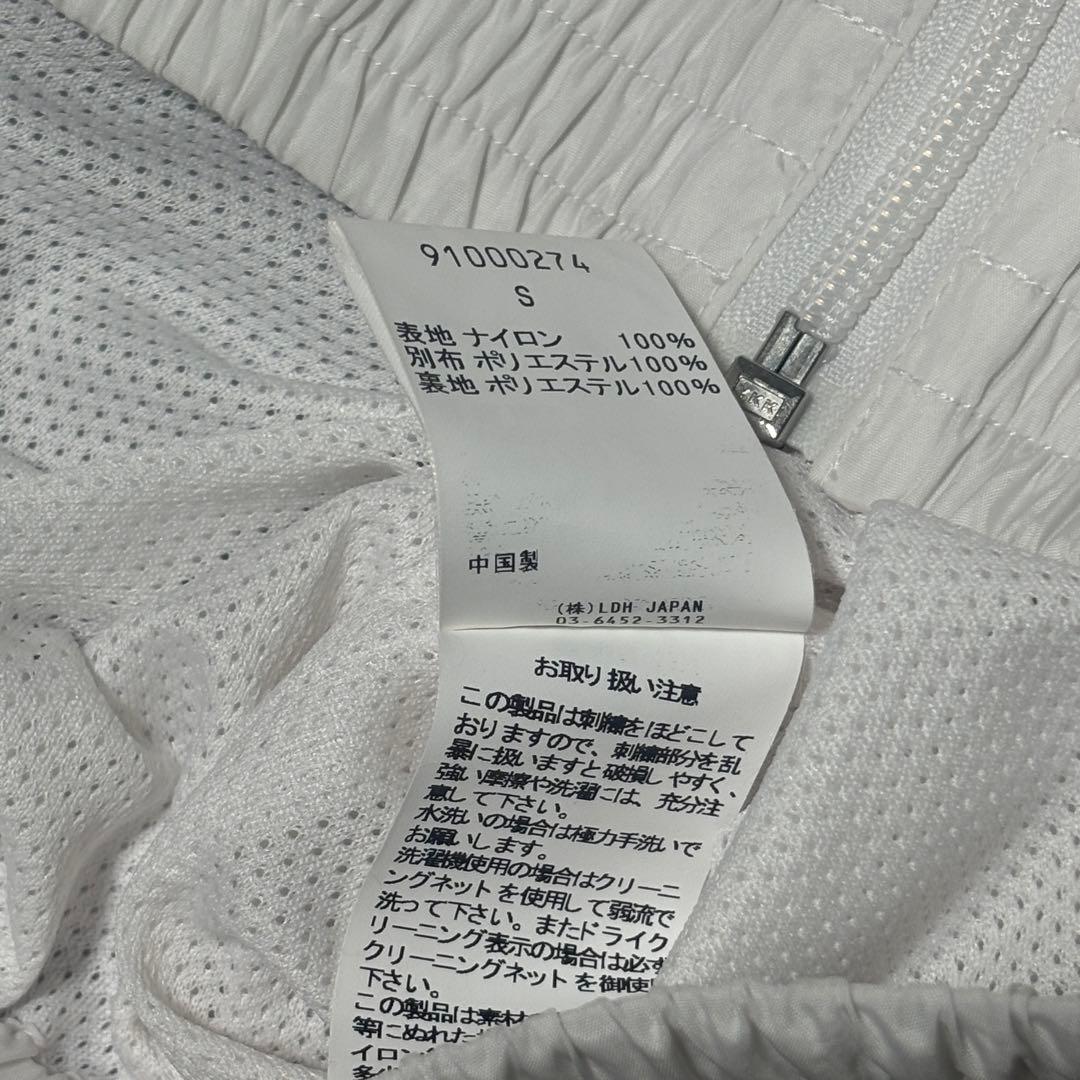 91000274
S
表地 ナイロン 100%
別布 ポリエステル100%
裏地 ポリエステル100%
YKK
中国製
(株)LDH JAPAN
03-6452-3312
お取り扱い注意
この製品は刺繍をほどこして
おりますので、刺繍部分を乱
暴に扱いますと破損しやすく、
強い摩擦や洗濯には、充分注
意して下さい。
水洗いの場合は極力手洗いで
お願いします。
洗濯機使用の場合はクリーニ
ングネットを使用して弱流で
洗って下さい。またドライク
リーニング表示の場合は必ず
クリーニングネットを御使
下さい。
この製品は素材
等にぬれた
イロン